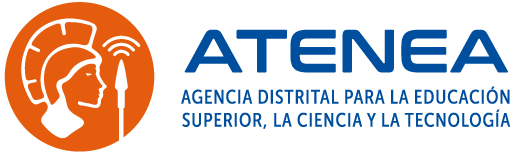 ATENEA
AGENCIA DISTRITAL PARA LA EDUCACIÓN
SUPERIOR, LA CIENCIA Y LA TECNOLOGÍA